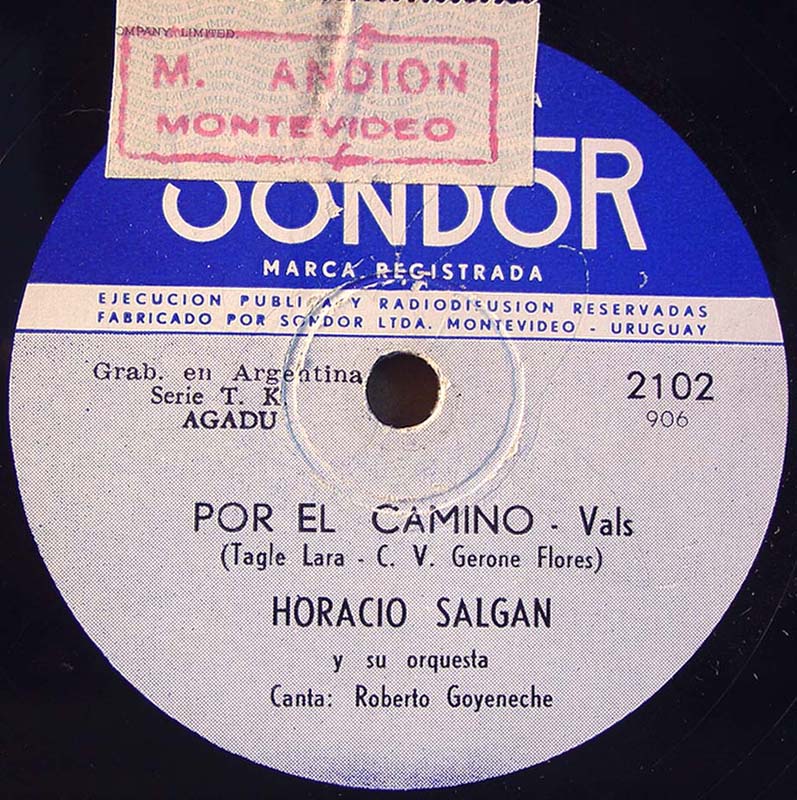 COMPANY, LIMITED
M. ANDION
MONTEVIDEO
SONDOR
MARCA REGISTRADA
EJECUCION PUBLICA Y RADIODIFUSION RESERVADAS
FABRICADO POR SONDOR LTDA. MONTEVIDEO - URUGUAY
Grab. en Argentina
Serie T. K
AGADU
2102
906
POR EL CAMINO - Vals
(Tagle Lara - C. V. Gerone Flores)
HORACIO SALGAN
y su orquesta
Canta: Roberto Goyeneche